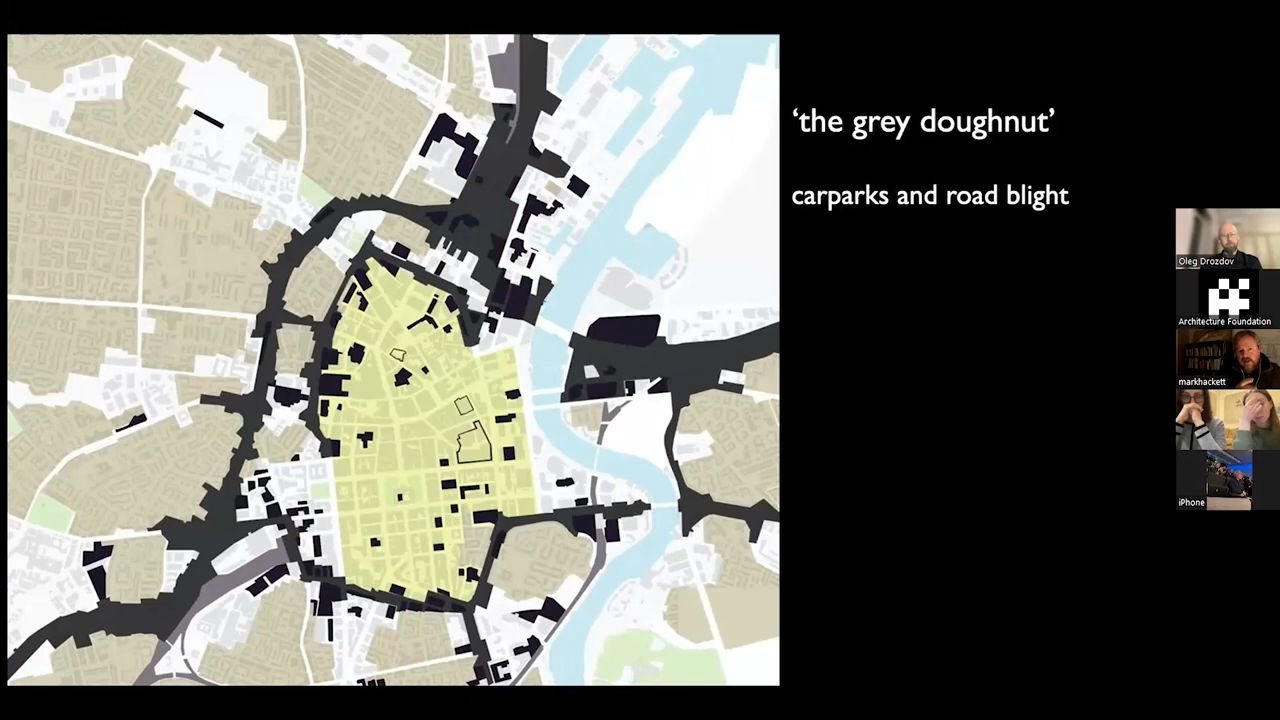 ‘the grey doughnut’
carparks and road blight
Oleg Drozdov
Architecture Foundation
markhackett
iPhone